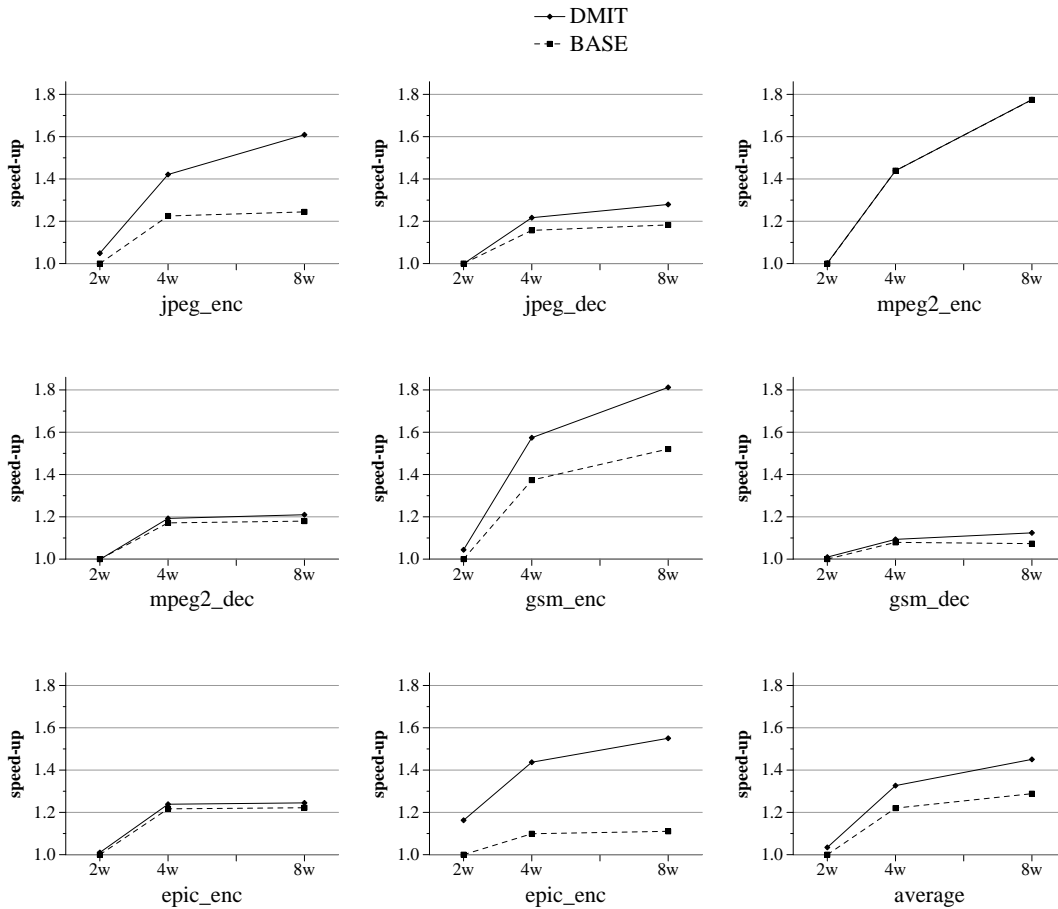 DMIT
BASE
speed-up
1.8
1.6
1.4
1.2
1.0
2w 4w 8w
jpeg_enc
speed-up
1.8
1.6
1.4
1.2
1.0
2w 4w 8w
jpeg_dec
speed-up
1.8
1.6
1.4
1.2
1.0
2w 4w 8w
mpeg2_enc
speed-up
1.8
1.6
1.4
1.2
1.0
2w 4w 8w
mpeg2_dec
speed-up
1.8
1.6
1.4
1.2
1.0
2w 4w 8w
gsm_enc
speed-up
1.8
1.6
1.4
1.2
1.0
2w 4w 8w
gsm_dec
speed-up
1.8
1.6
1.4
1.2
1.0
2w 4w 8w
epic_enc
speed-up
1.8
1.6
1.4
1.2
1.0
2w 4w 8w
epic_enc
speed-up
1.8
1.6
1.4
1.2
1.0
2w 4w 8w
average